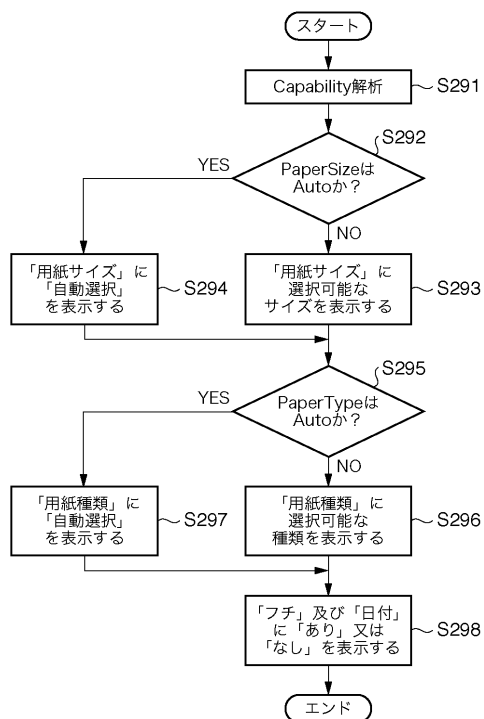 スタート
Capability解析
S291
S292
PaperSizeは
Autoか？
YES
NO
「用紙サイズ」に
「自動選択」
を表示する
S294
「用紙サイズ」に
選択可能な
サイズを表示する
S293
S295
PaperTypeは
Autoか？
YES
NO
「用紙種類」に
「自動選択」
を表示する
S297
「用紙種類」に
選択可能な
種類を表示する
S296
「フチ」及び「日付」
に「あり」又は
「なし」を表示する
S298
エンド